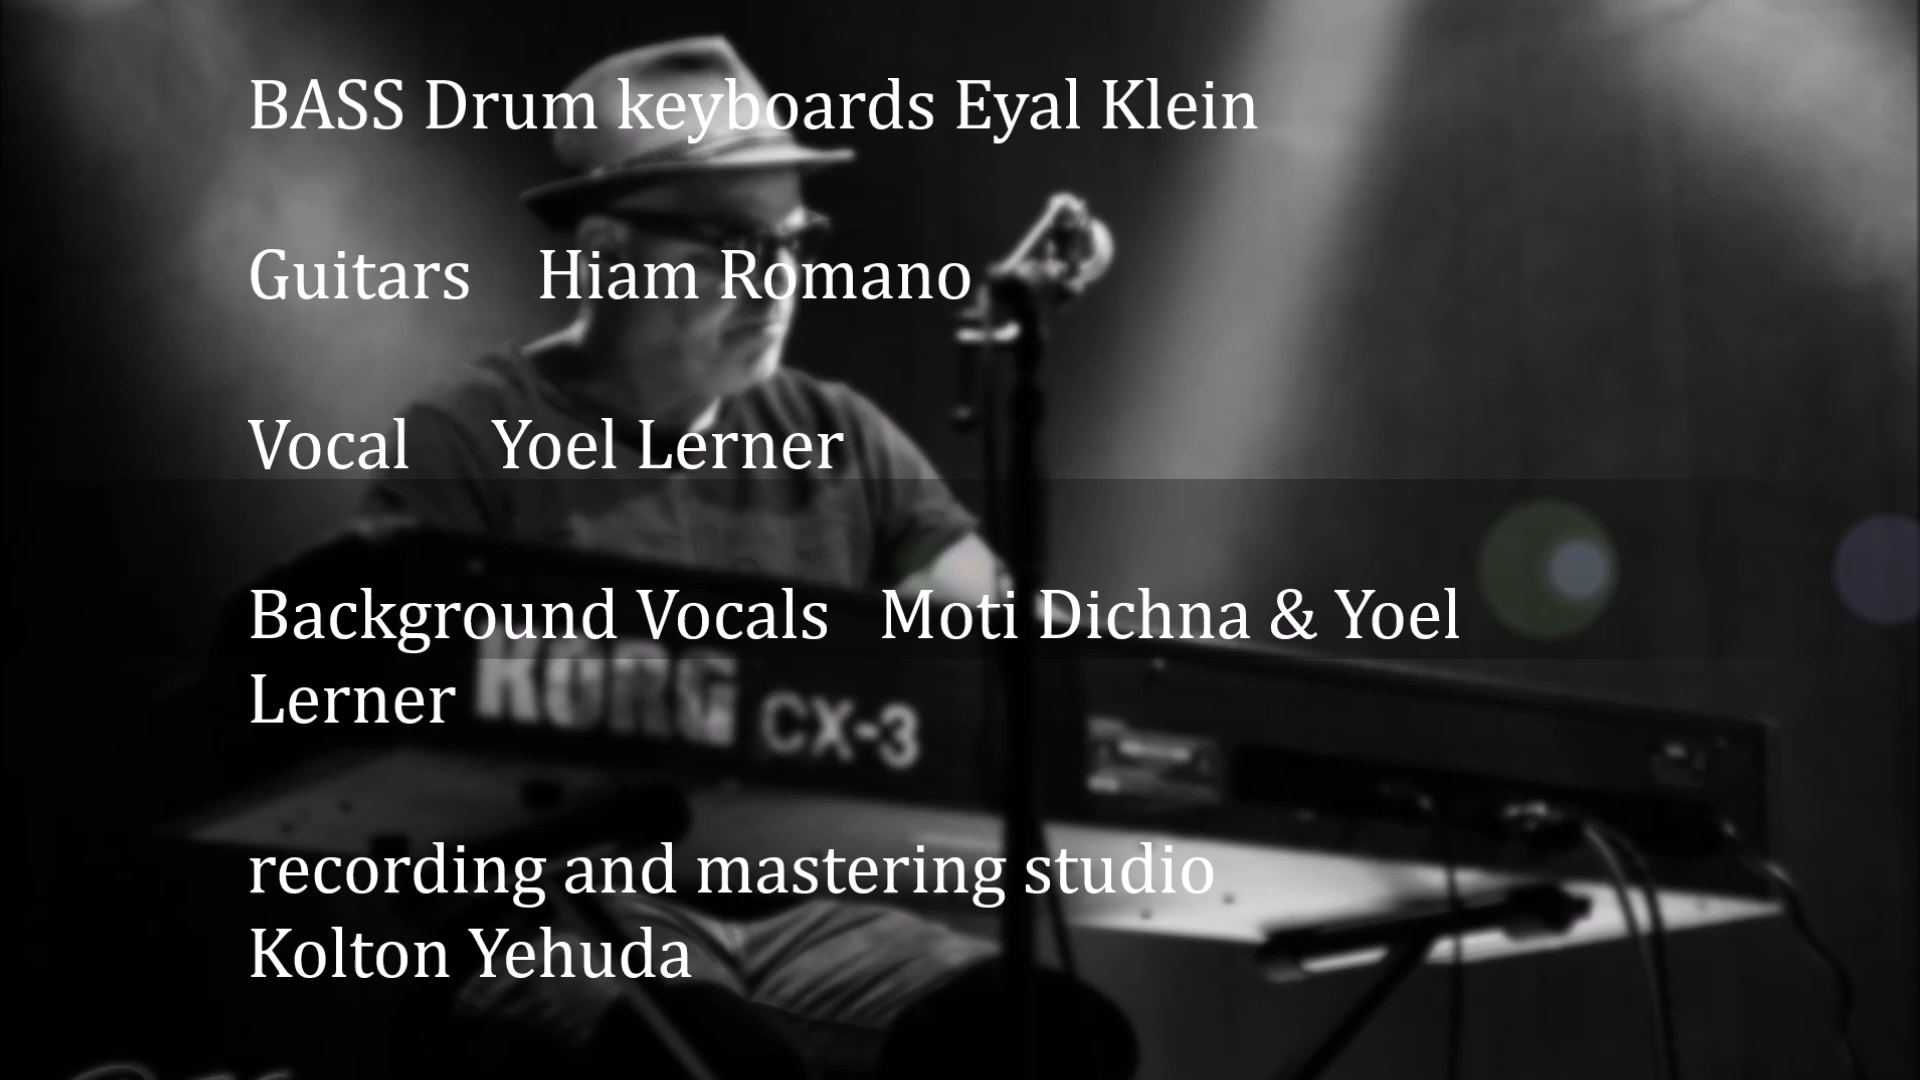 BASS Drum keyboards Eyal Klein
Guitars Hiam Romano
Vocal Yoel Lerner
Background Vocals Moti Dichna & Yoel
Lerner
KORG CX-3
recording and mastering studio
Kolton Yehuda